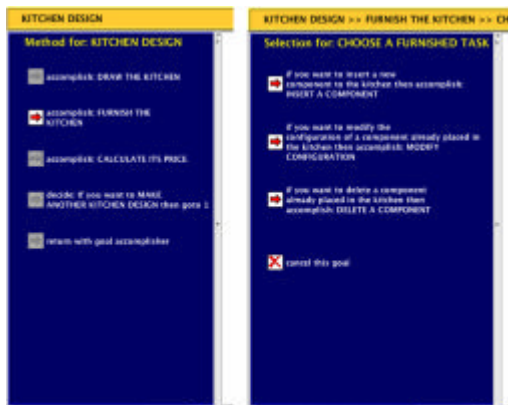 KITCHEN DESIGN
Method for: KITCHEN DESIGN
accomplish: DRAW THE KITCHEN
accomplish: FURNISH THE
KITCHEN
accomplish: CALCULATE ITS PRICE
decide: if you want to MAKE
ANOTHER KITCHEN DESIGN then goto 1
return with goal accomplisher
KITCHEN DESIGN >> FURNISH THE KITCHEN >> CH
Selection for: CHOOSE A FURNISHED TASK
if you want to insert a new
component to the kitchen then accomplish:
INSERT A COMPONENT
if you want to modify the
configuration of a component already placed in
the kitchen then accomplish: MODIFY
CONFIGURATION
if you want to delete a component
already placed in the kitchen then
accomplish: DELETE A COMPONENT
cancel this goal